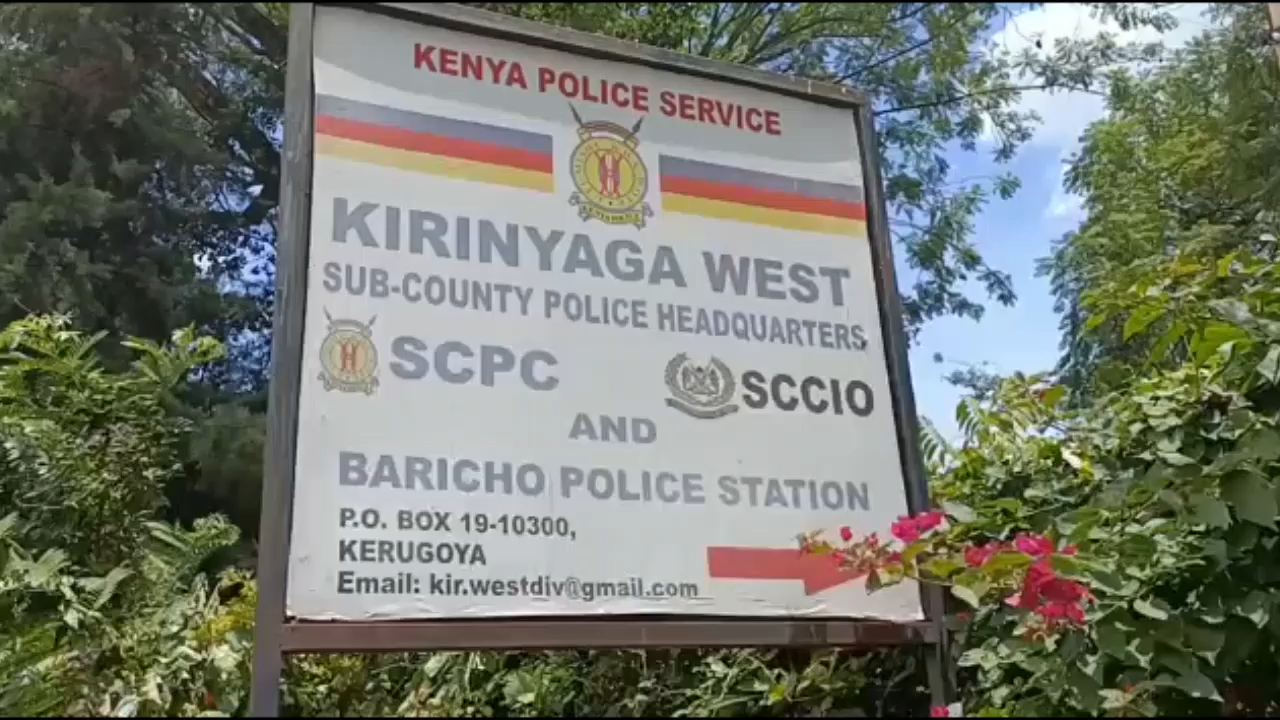 KENYA POLICE SERVICE
KIRINYAGA WEST
SUB-COUNTY POLICE HEADQUARTERS
SCPC SCCIO
AND
BARICHO POLICE STATION
P.O. BOX 19-10300,
KERUGOYA
Email: kir.westdiv@gmail.com